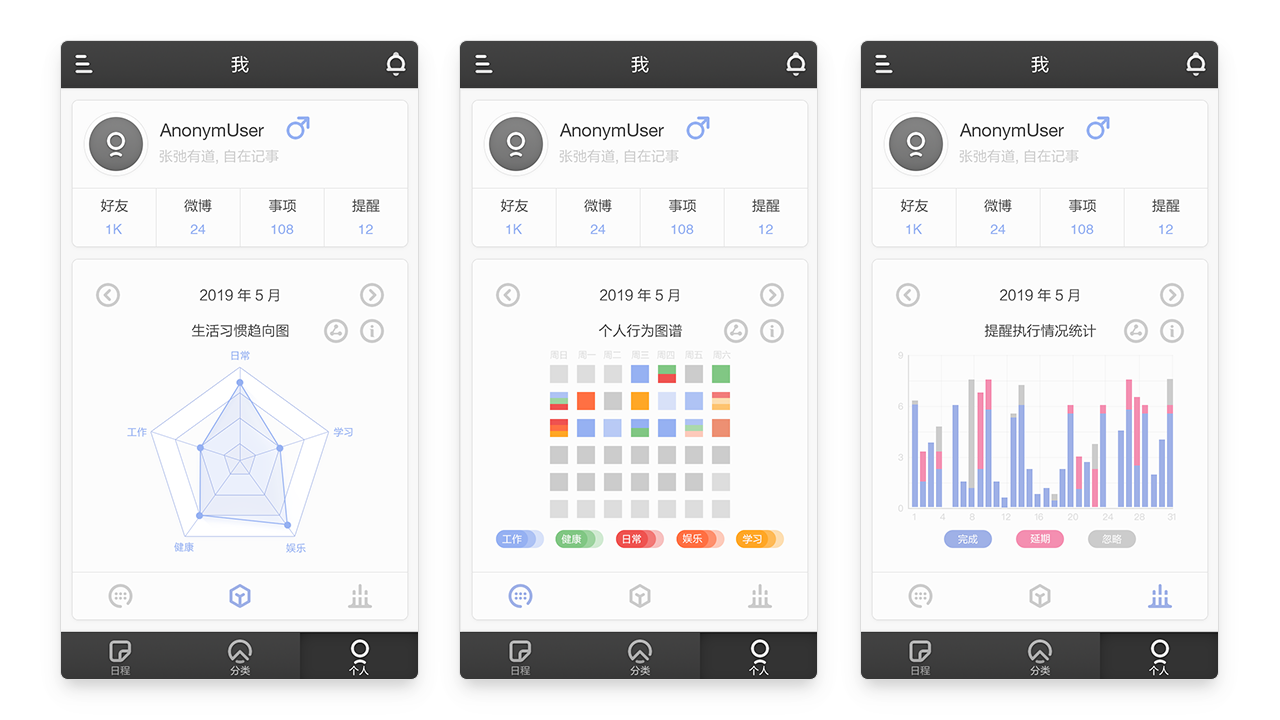 我
AnonymUser
张弛有道, 自在记事
好友 微博 事项 提醒
1K 24 108 12
2019 年 5 月
生活习惯趋向图
日常
工作 学习
健康 娱乐
日程 分类 个人
我
AnonymUser
张弛有道, 自在记事
好友 微博 事项 提醒
1K 24 108 12
2019 年 5 月
个人行为图谱
周日 周一 周二 周三 周四 周五 周六
工作 健康 日常 娱乐 学习
日程 分类 个人
我
AnonymUser
张弛有道, 自在记事
好友 微博 事项 提醒
1K 24 108 12
2019 年 5 月
提醒执行情况统计
9
6
3
0
1 4 8 12 16 20 24 28 31
完成 延期 忽略
日程 分类 个人